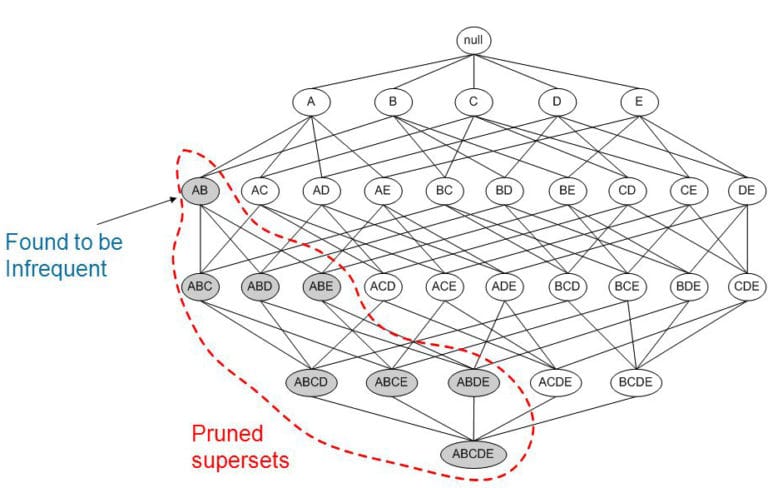 null
A B C D E
AB AC AD AE BC BD BE CD CE DE
Found to be
Infrequent
ABC ABD ABE ACD ACE ADE BCD BCE BDE CDE
ABCD ABCE ABDE ACDE BCDE
Pruned
supersets
ABCDE